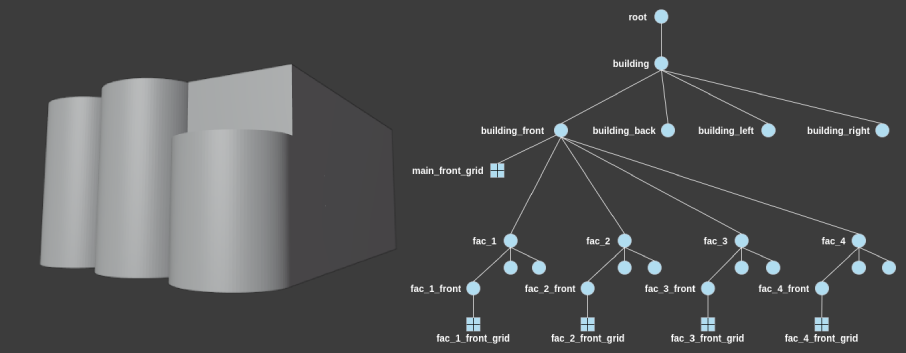 root
building
building_front
building_back
building_left
building_right
main_front_grid
fac_1
fac_2
fac_3
fac_4
fac_1_front
fac_2_front
fac_3_front
fac_4_front
fac_1_front_grid
fac_2_front_grid
fac_3_front_grid
fac_4_front_grid